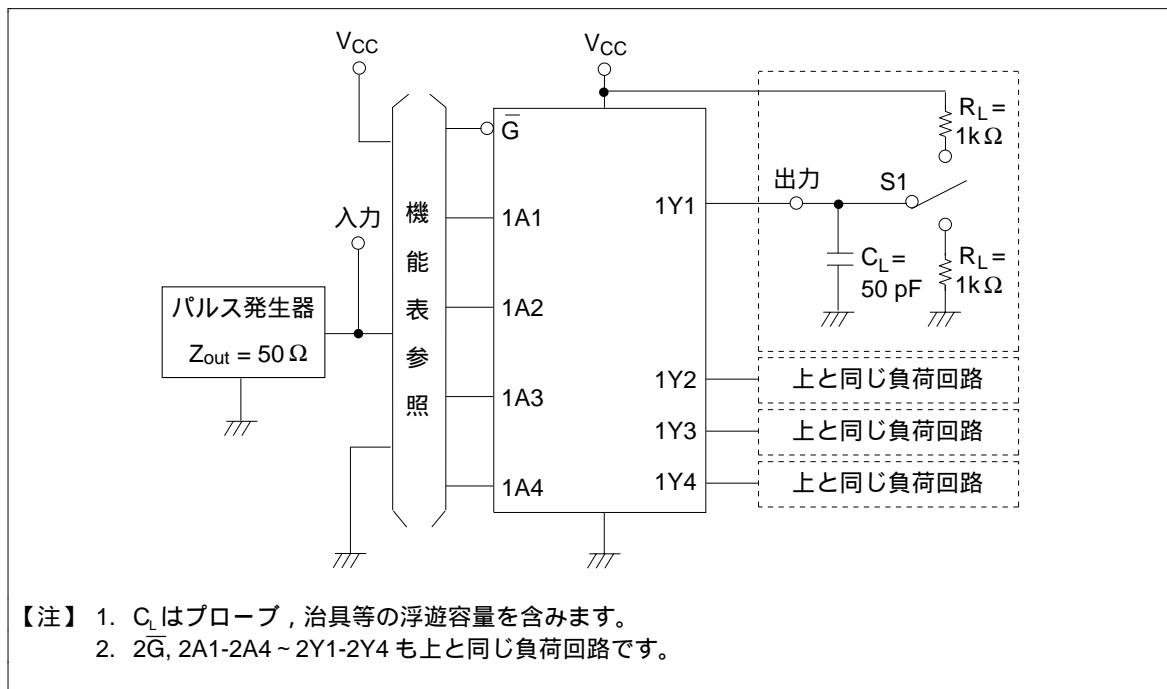 VCC
VCC
G̅
1A1
1A2
1A3
1A4
機能表参照
入力
パルス発生器
Zout = 50 Ω
1Y1
1Y2
1Y3
1Y4
出力
S1
RL =
1kΩ
CL =
50 pF
RL =
1kΩ
上と同じ負荷回路
上と同じ負荷回路
上と同じ負荷回路
【注】 1. CLはプローブ , 治具等の浮遊容量を含みます。
2. 2G̅, 2A1-2A4 ~ 2Y1-2Y4 も上と同じ負荷回路です。